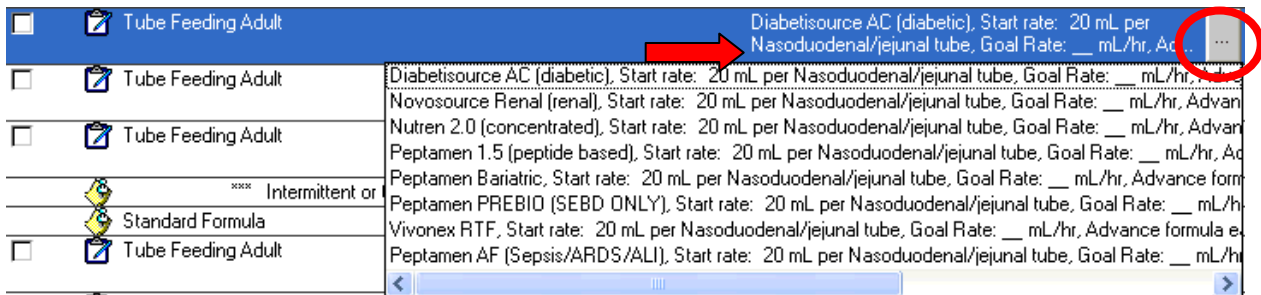 Tube Feeding Adult
Diabetisource AC (diabetic), Start rate: 20 mL per
Nasoduodenal/jejunal tube, Goal Rate: __ mL/hr, Ad...
...
Tube Feeding Adult
Tube Feeding Adult
*** Intermittent or
Standard Formula
Tube Feeding Adult
Diabetisource AC (diabetic), Start rate: 20 mL per Nasoduodenal/jejunal tube, Goal Rate: __ mL/hr, Adva
Novosource Renal (renal), Start rate: 20 mL per Nasoduodenal/jejunal tube, Goal Rate: __ mL/hr, Advan
Nutren 2.0 (concentrated), Start rate: 20 mL per Nasoduodenal/jejunal tube, Goal Rate: __ mL/hr, Advan
Peptamen 1.5 (peptide based), Start rate: 20 mL per Nasoduodenal/jejunal tube, Goal Rate: __ mL/hr, Ad
Peptamen Bariatric, Start rate: 20 mL per Nasoduodenal/jejunal tube, Goal Rate: __ mL/hr, Advance form
Peptamen PREBIO (SEBD ONLY), Start rate: 20 mL per Nasoduodenal/jejunal tube, Goal Rate: __ mL/h
Vivonex RTF, Start rate: 20 mL per Nasoduodenal/jejunal tube, Goal Rate: __ mL/hr, Advance formula e
Peptamen AF (Sepsis/ARDS/ALI), Start rate: 20 mL per Nasoduodenal/jejunal tube, Goal Rate: __ mL/h